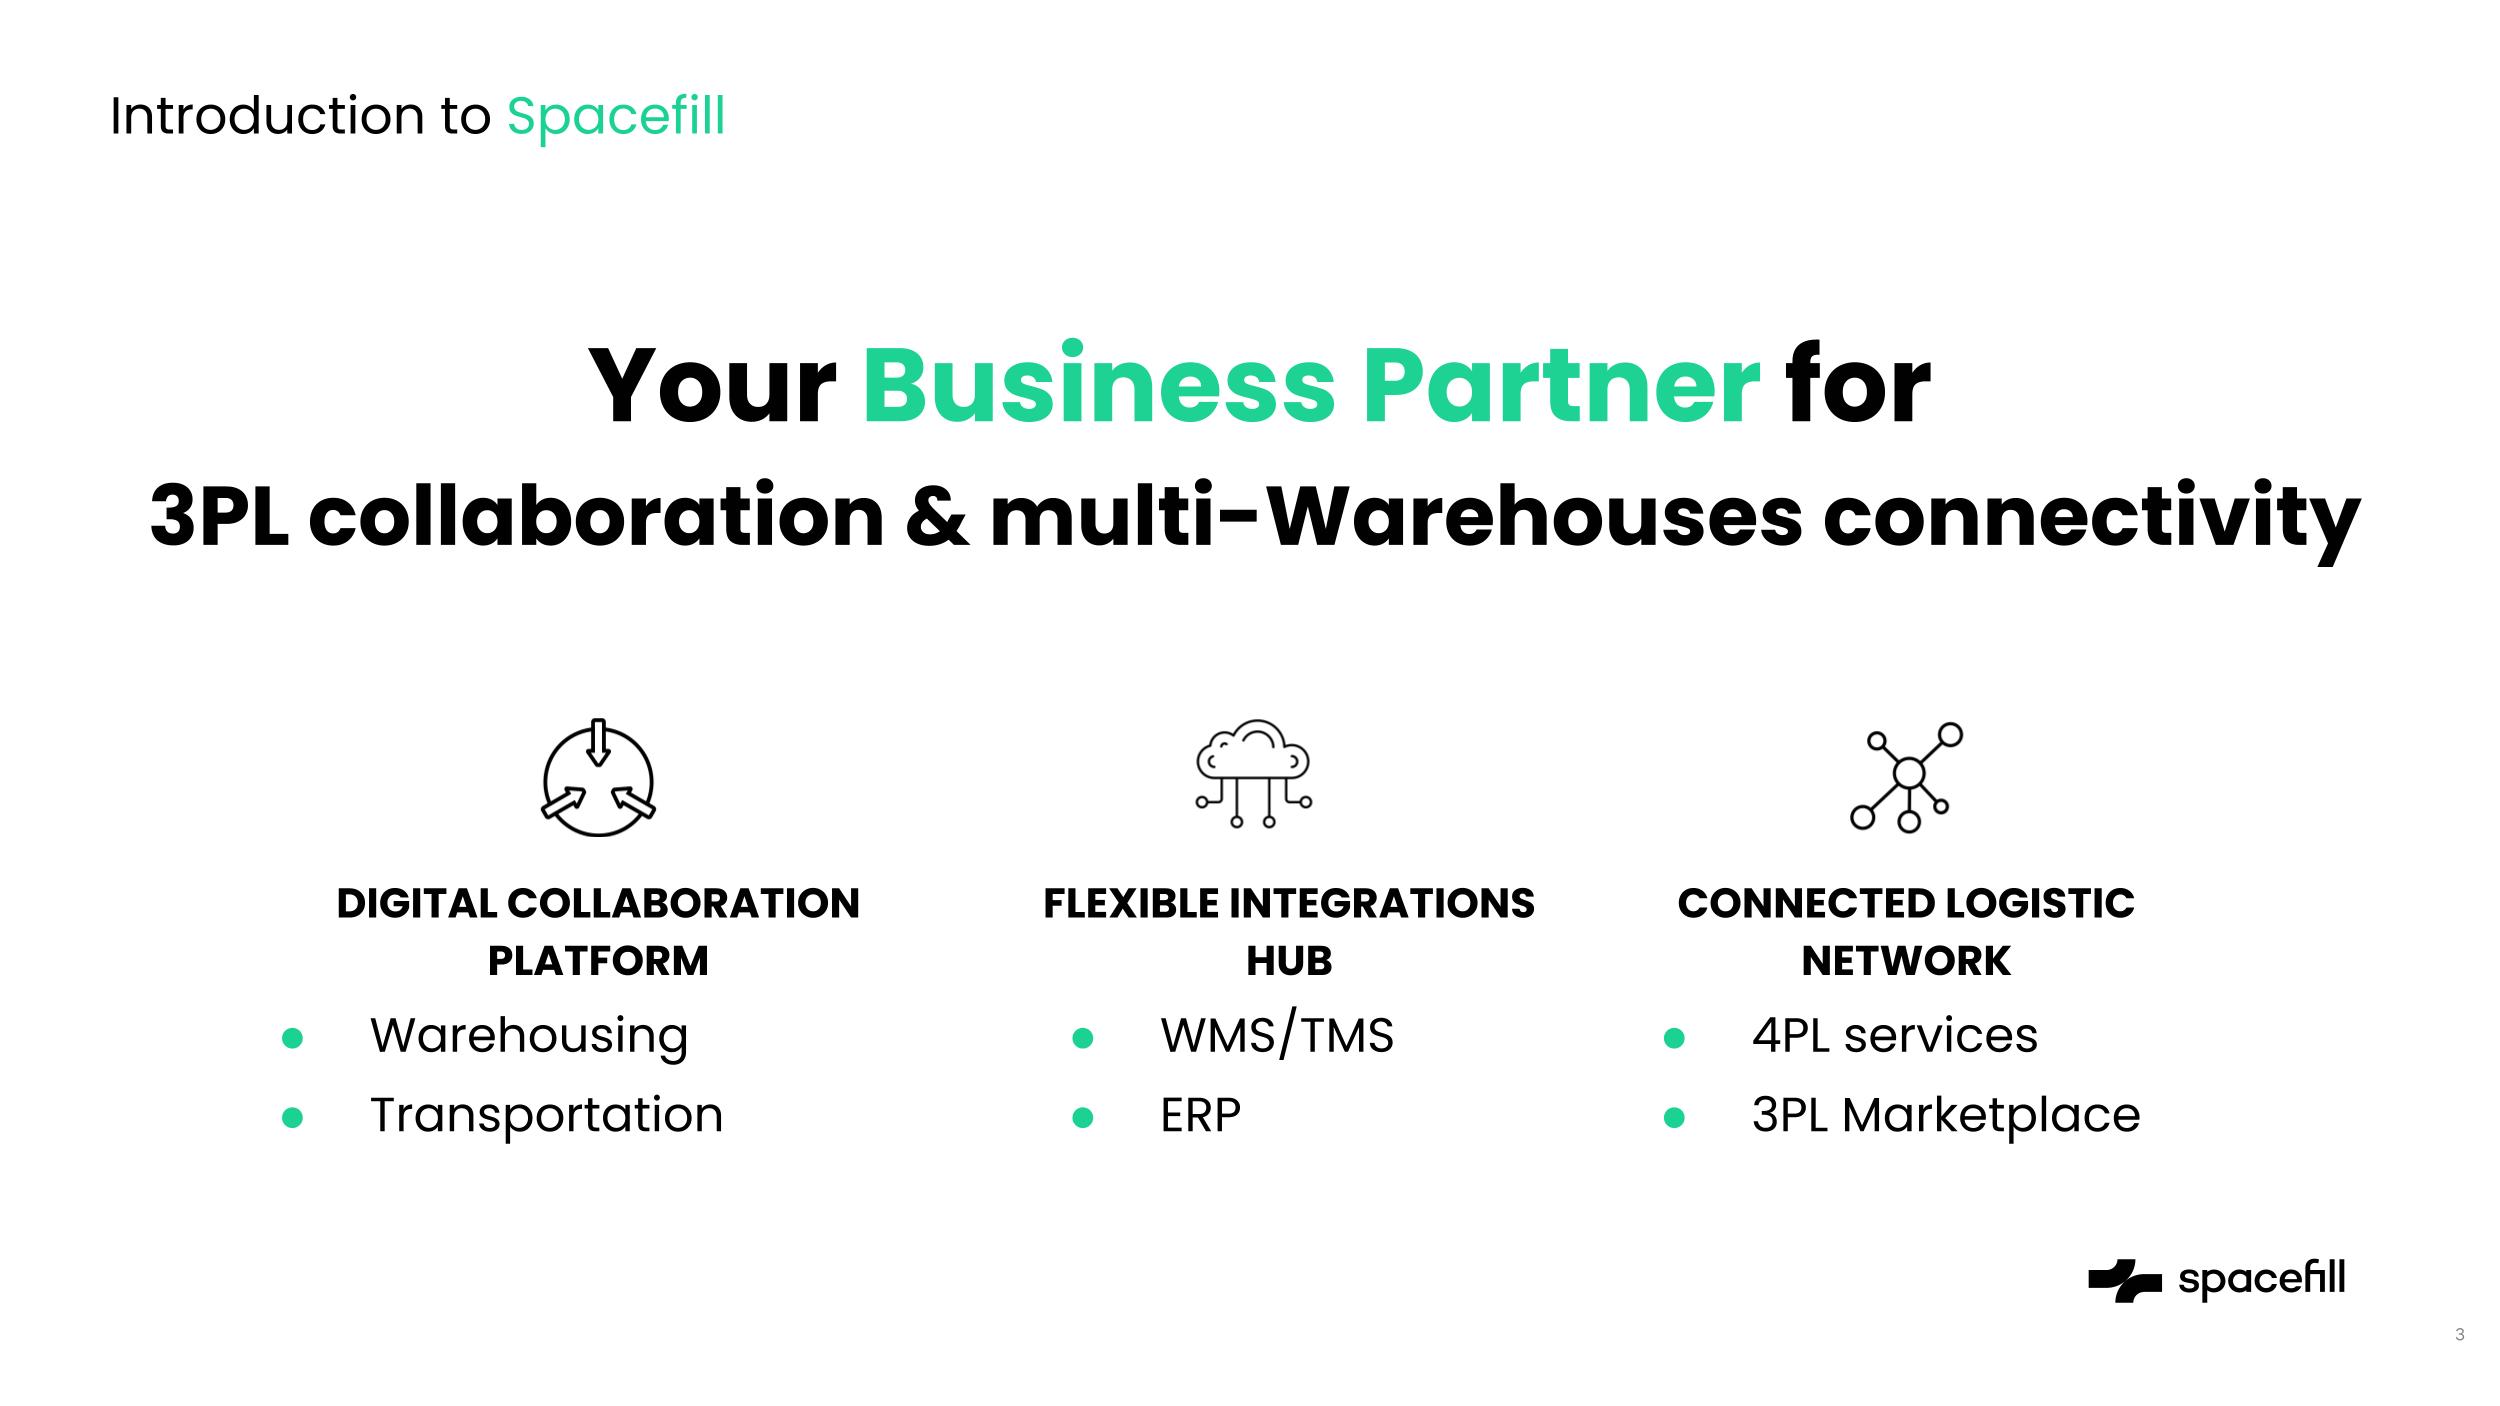 Introduction to Spacefill
Your Business Partner for
3PL collaboration & multi-Warehouses connectivity
DIGITAL COLLABORATION
PLATFORM
Warehousing
Transportation
FLEXIBLE INTEGRATIONS
HUB
WMS/TMS
ERP
CONNECTED LOGISTIC
NETWORK
4PL services
3PL Marketplace
spacefill
3